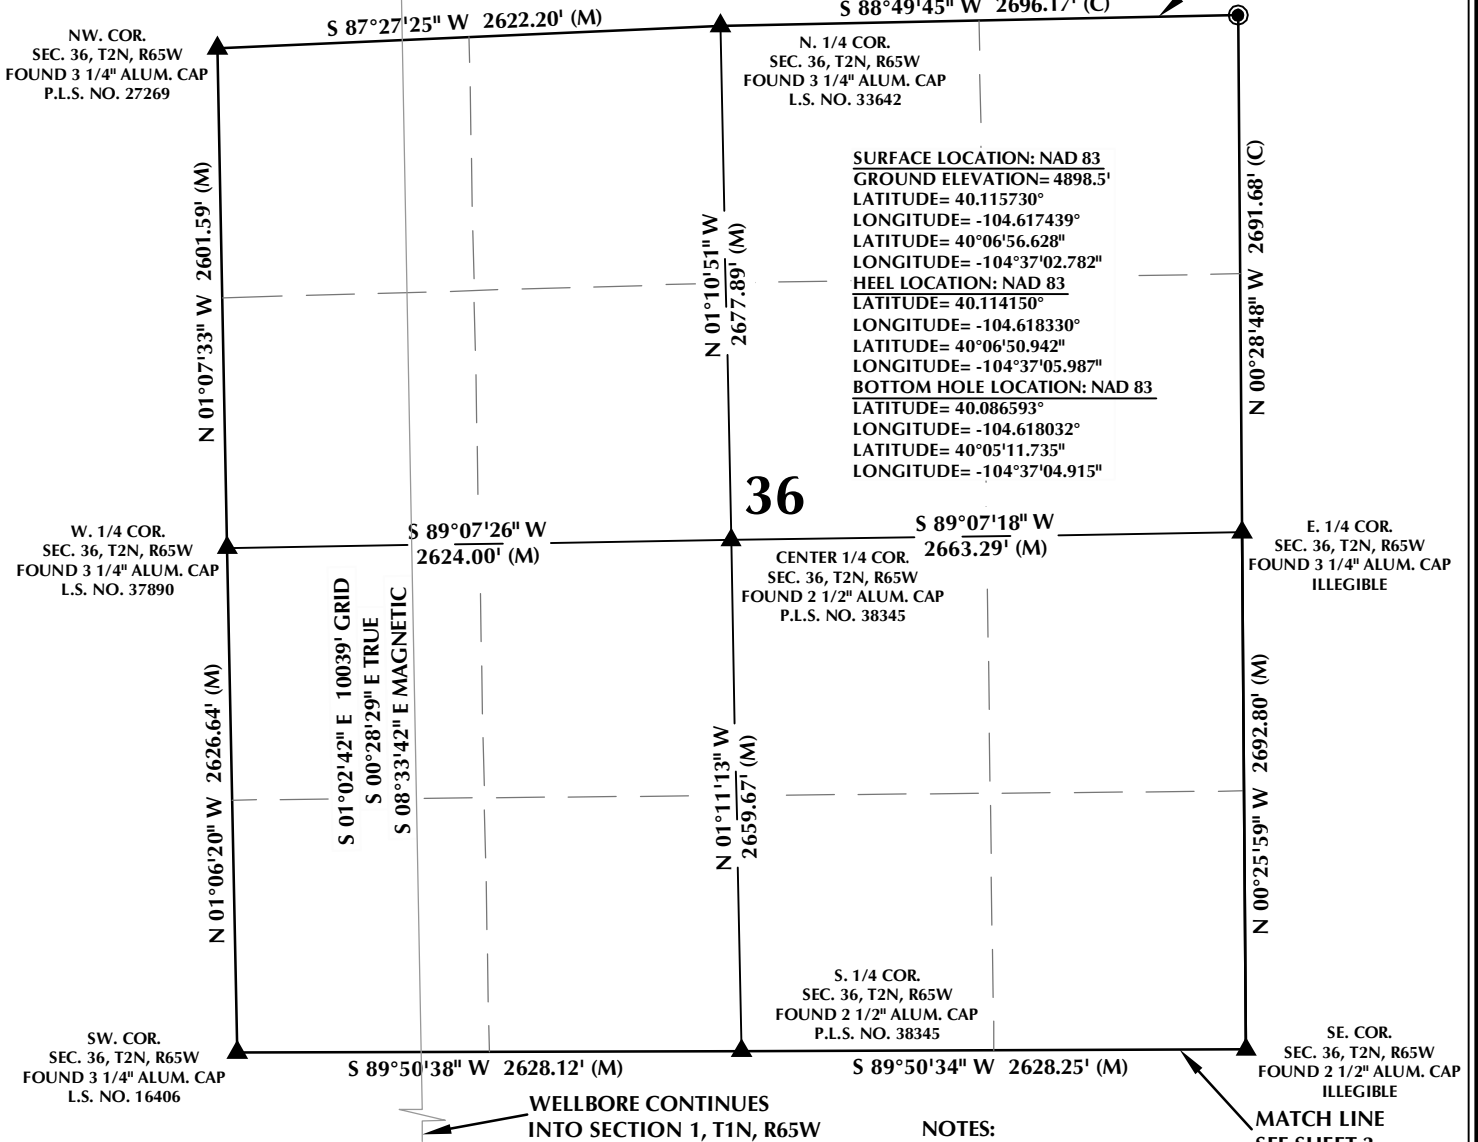 S 87°27'25" W 2622.20' (M)
S 88°49'45" W 2696.17' (C)
NW. COR.
SEC. 36, T2N, R65W
FOUND 3 1/4" ALUM. CAP
P.L.S. NO. 27269
N. 1/4 COR.
SEC. 36, T2N, R65W
FOUND 3 1/4" ALUM. CAP
L.S. NO. 33642
N 01°07'33" W 2601.59' (M)
N 01°10'51" W
2677.89' (M)
SURFACE LOCATION: NAD 83
GROUND ELEVATION= 4898.5'
LATITUDE= 40.115730°
LONGITUDE= -104.617439°
LATITUDE= 40°06'56.628"
LONGITUDE= -104°37'02.782"
HEEL LOCATION: NAD 83
LATITUDE= 40.114150°
LONGITUDE= -104.618330°
LATITUDE= 40°06'50.942"
LONGITUDE= -104°37'05.987"
BOTTOM HOLE LOCATION: NAD 83
LATITUDE= 40.086593°
LONGITUDE= -104.618032°
LATITUDE= 40°05'11.735"
LONGITUDE= -104°37'04.915"
N 00°28'48" W 2691.68' (C)
36
W. 1/4 COR.
SEC. 36, T2N, R65W
FOUND 3 1/4" ALUM. CAP
L.S. NO. 37890
S 89°07'26" W
2624.00' (M)
S 89°07'18" W
2663.29' (M)
CENTER 1/4 COR.
SEC. 36, T2N, R65W
FOUND 2 1/2" ALUM. CAP
P.L.S. NO. 38345
E. 1/4 COR.
SEC. 36, T2N, R65W
FOUND 3 1/4" ALUM. CAP
ILLEGIBLE
N 01°06'20" W 2626.64' (M)
S 01°02'42" E 10039' GRID
S 00°28'29" E TRUE
S 08°33'42" E MAGNETIC
N 01°11'13" W
2659.67' (M)
N 00°25'59" W 2692.80' (M)
S. 1/4 COR.
SEC. 36, T2N, R65W
FOUND 2 1/2" ALUM. CAP
P.L.S. NO. 38345
SW. COR.
SEC. 36, T2N, R65W
FOUND 3 1/4" ALUM. CAP
L.S. NO. 16406
S 89°50'38" W 2628.12' (M)
S 89°50'34" W 2628.25' (M)
SE. COR.
SEC. 36, T2N, R65W
FOUND 2 1/2" ALUM. CAP
ILLEGIBLE
WELLBORE CONTINUES
INTO SECTION 1, T1N, R65W
NOTES:
MATCH LINE
SEE SHEET